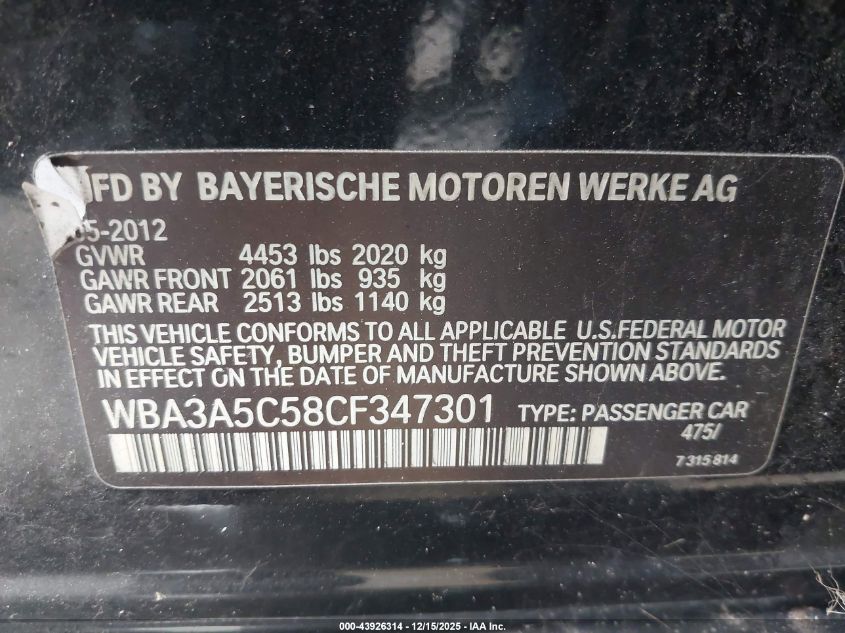 MFD BY BAYERISCHE MOTOREN WERKE AG
05-2012
GVWR 4453 lbs 2020 kg
GAWR FRONT 2061 lbs 935 kg
GAWR REAR 2513 lbs 1140 kg
THIS VEHICLE CONFORMS TO ALL APPLICABLE U.S.FEDERAL MOTOR
VEHICLE SAFETY, BUMPER AND THEFT PREVENTION STANDARDS
IN EFFECT ON THE DATE OF MANUFACTURE SHOWN ABOVE.
WBA3A5C58CF347301 TYPE: PASSENGER CAR
475/
7 315 814
000-43926314 - 12/15/2025 - IAA Inc.